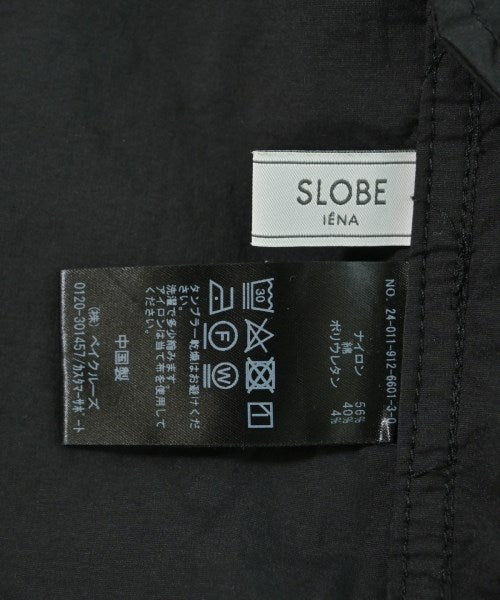 SLOBE
IÉNA
NO. 24-011-912-6601-3-0
ナイロン 56%
綿 40%
ポリウレタン 4%
30
F
W
タンブラー乾燥はお避けくだ
さい。
洗濯で多少縮みます。
アイロンは当て布を使用して
ください。
中国製
(株)ベイクルーズ
0120-301457/カスタマーサポート